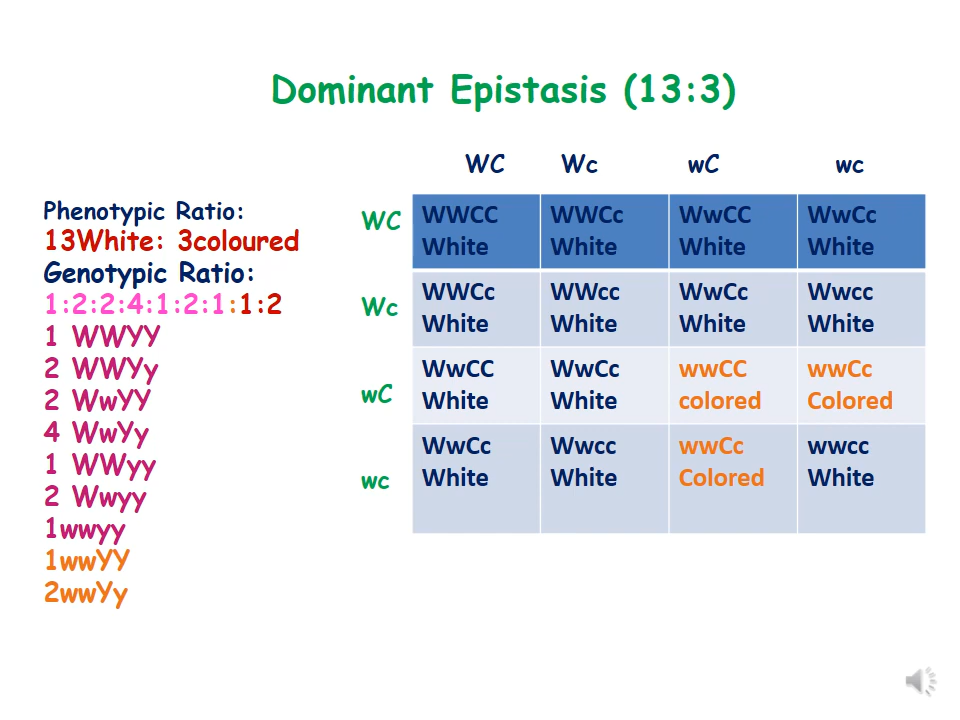 Dominant Epistasis (13:3)
WC Wc wC wc
Phenotypic Ratio:
13White: 3coloured
Genotypic Ratio:
1:2:2:4:1:2:1:1:2
1 WWYY
2 WWYy
2 WwYY
4 WwYy
1 WWyy
2 Wwyy
1wwyy
1wwYY
2wwYy
WC WWCC WWCc WwCC WwCc
White White White White
Wc WWCc WWcc WwCc Wwcc
White White White White
wC WwCC WwCc wwCC wwCc
White White colored Colored
wc WwCc Wwcc wwCc wwcc
White White Colored White